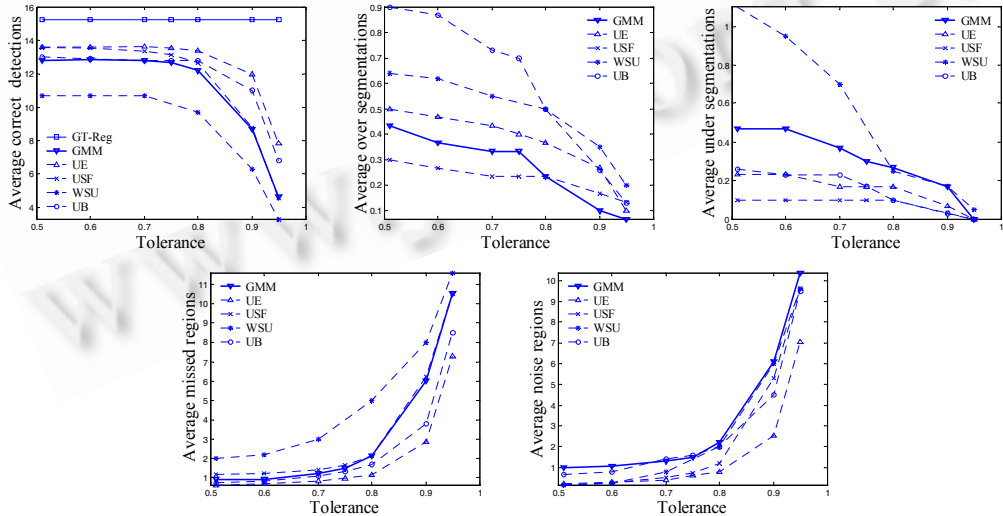 Average correct detections
16
14
12
10
8
6
4
0.5
0.6
0.7
0.8
0.9
1
Tolerance
GT-Reg
GMM
UE
USF
WSU
UB
Average over segmentations
0.9
0.8
0.7
0.6
0.5
0.4
0.3
0.2
0.1
0.5
0.6
0.7
0.8
0.9
1
Tolerance
GMM
UE
USF
WSU
UB
Average under segmentations
1
0.8
0.6
0.4
0.2
0
0.5
0.6
0.7
0.8
0.9
1
Tolerance
GMM
UE
USF
WSU
UB
Average missed regions
11
10
9
8
7
6
5
4
3
2
1
0.5
0.6
0.7
0.8
0.9
1
Tolerance
GMM
UE
USF
WSU
UB
Average noise regions
10
9
8
7
6
5
4
3
2
1
0.5
0.6
0.7
0.8
0.9
1
Tolerance
GMM
UE
USF
WSU
UB